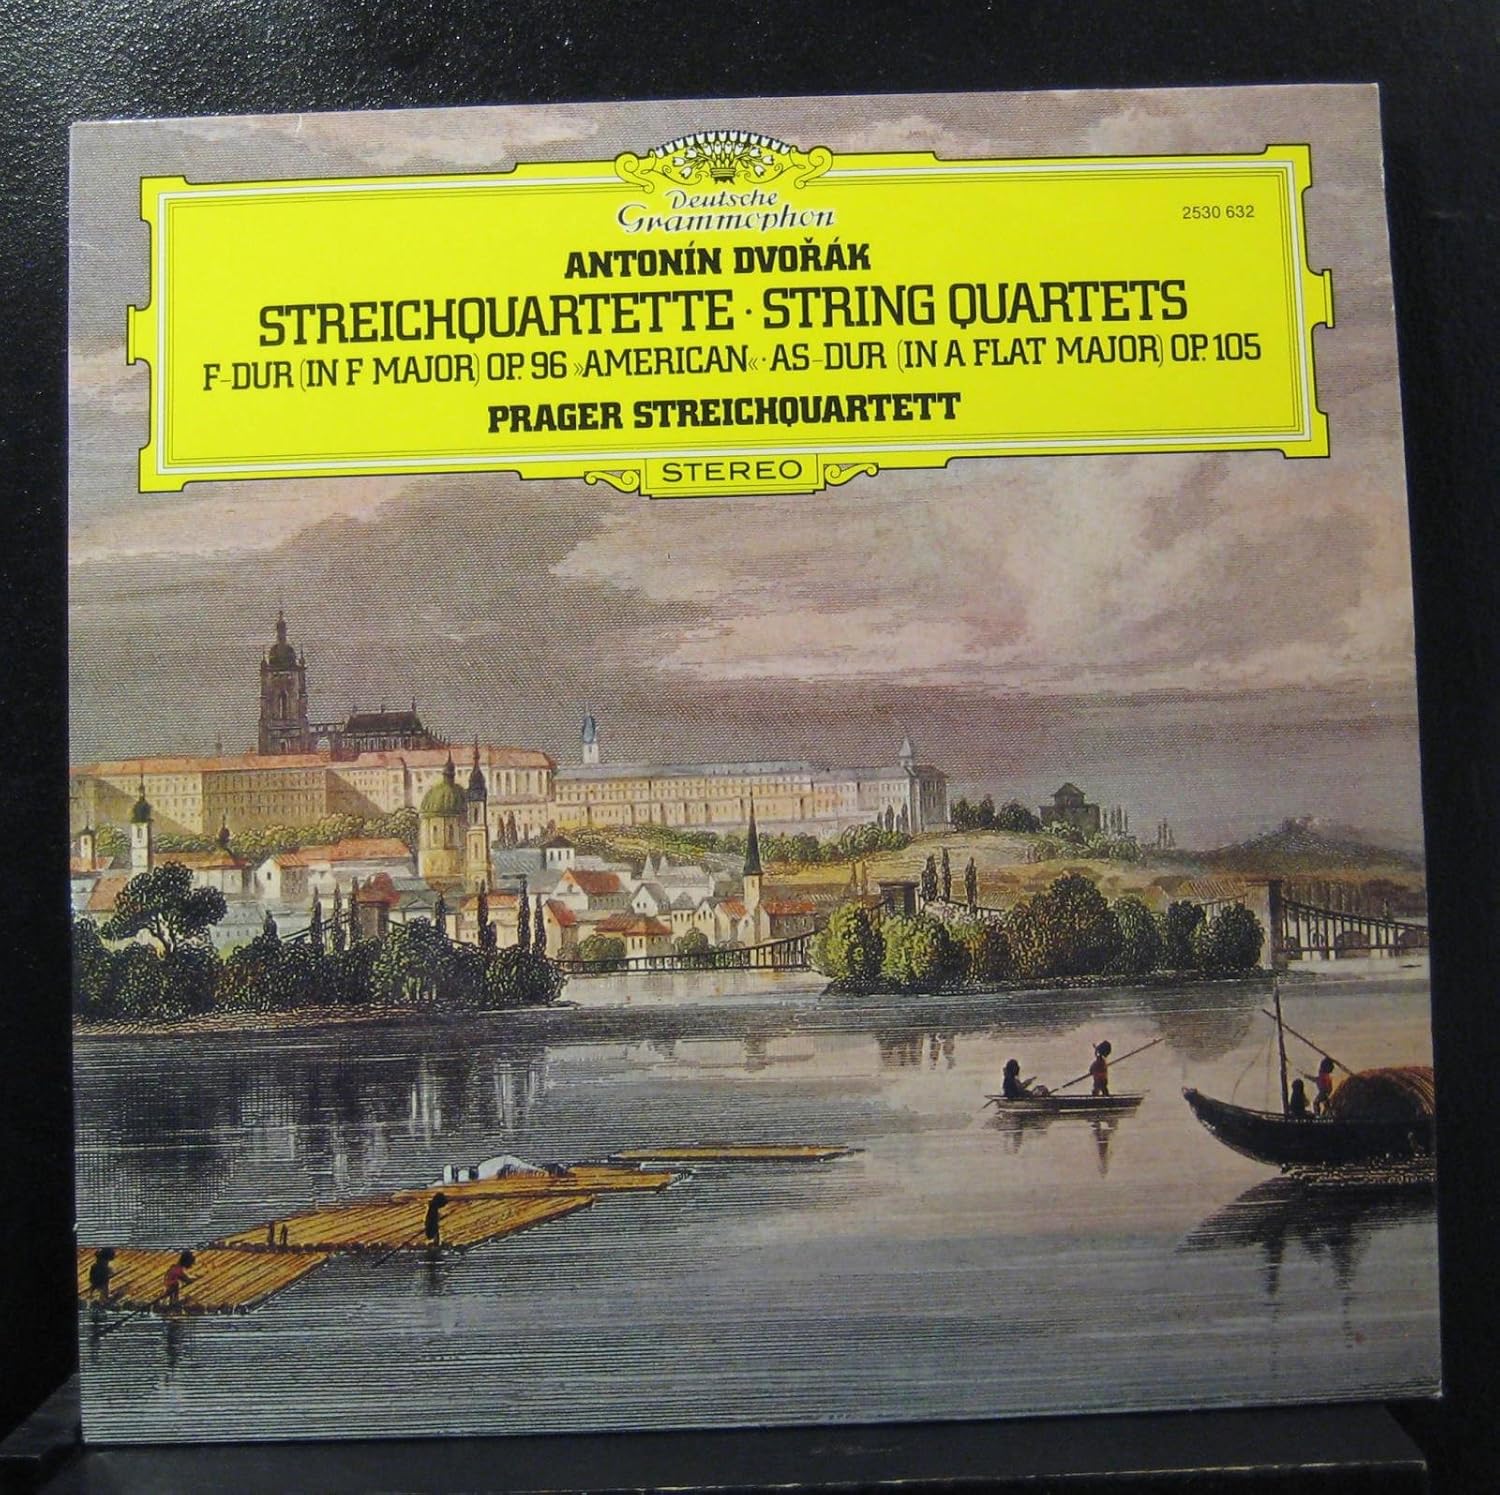 Deutsche
Grammophon
2530 632
ANTONÍN DVOŘÁK
STREICHQUARTETTE · STRING QUARTETS
F-DUR (IN F MAJOR) OP. 96 »AMERICAN« · AS-DUR (IN A FLAT MAJOR) OP. 105
PRAGER STREICHQUARTETT
STEREO